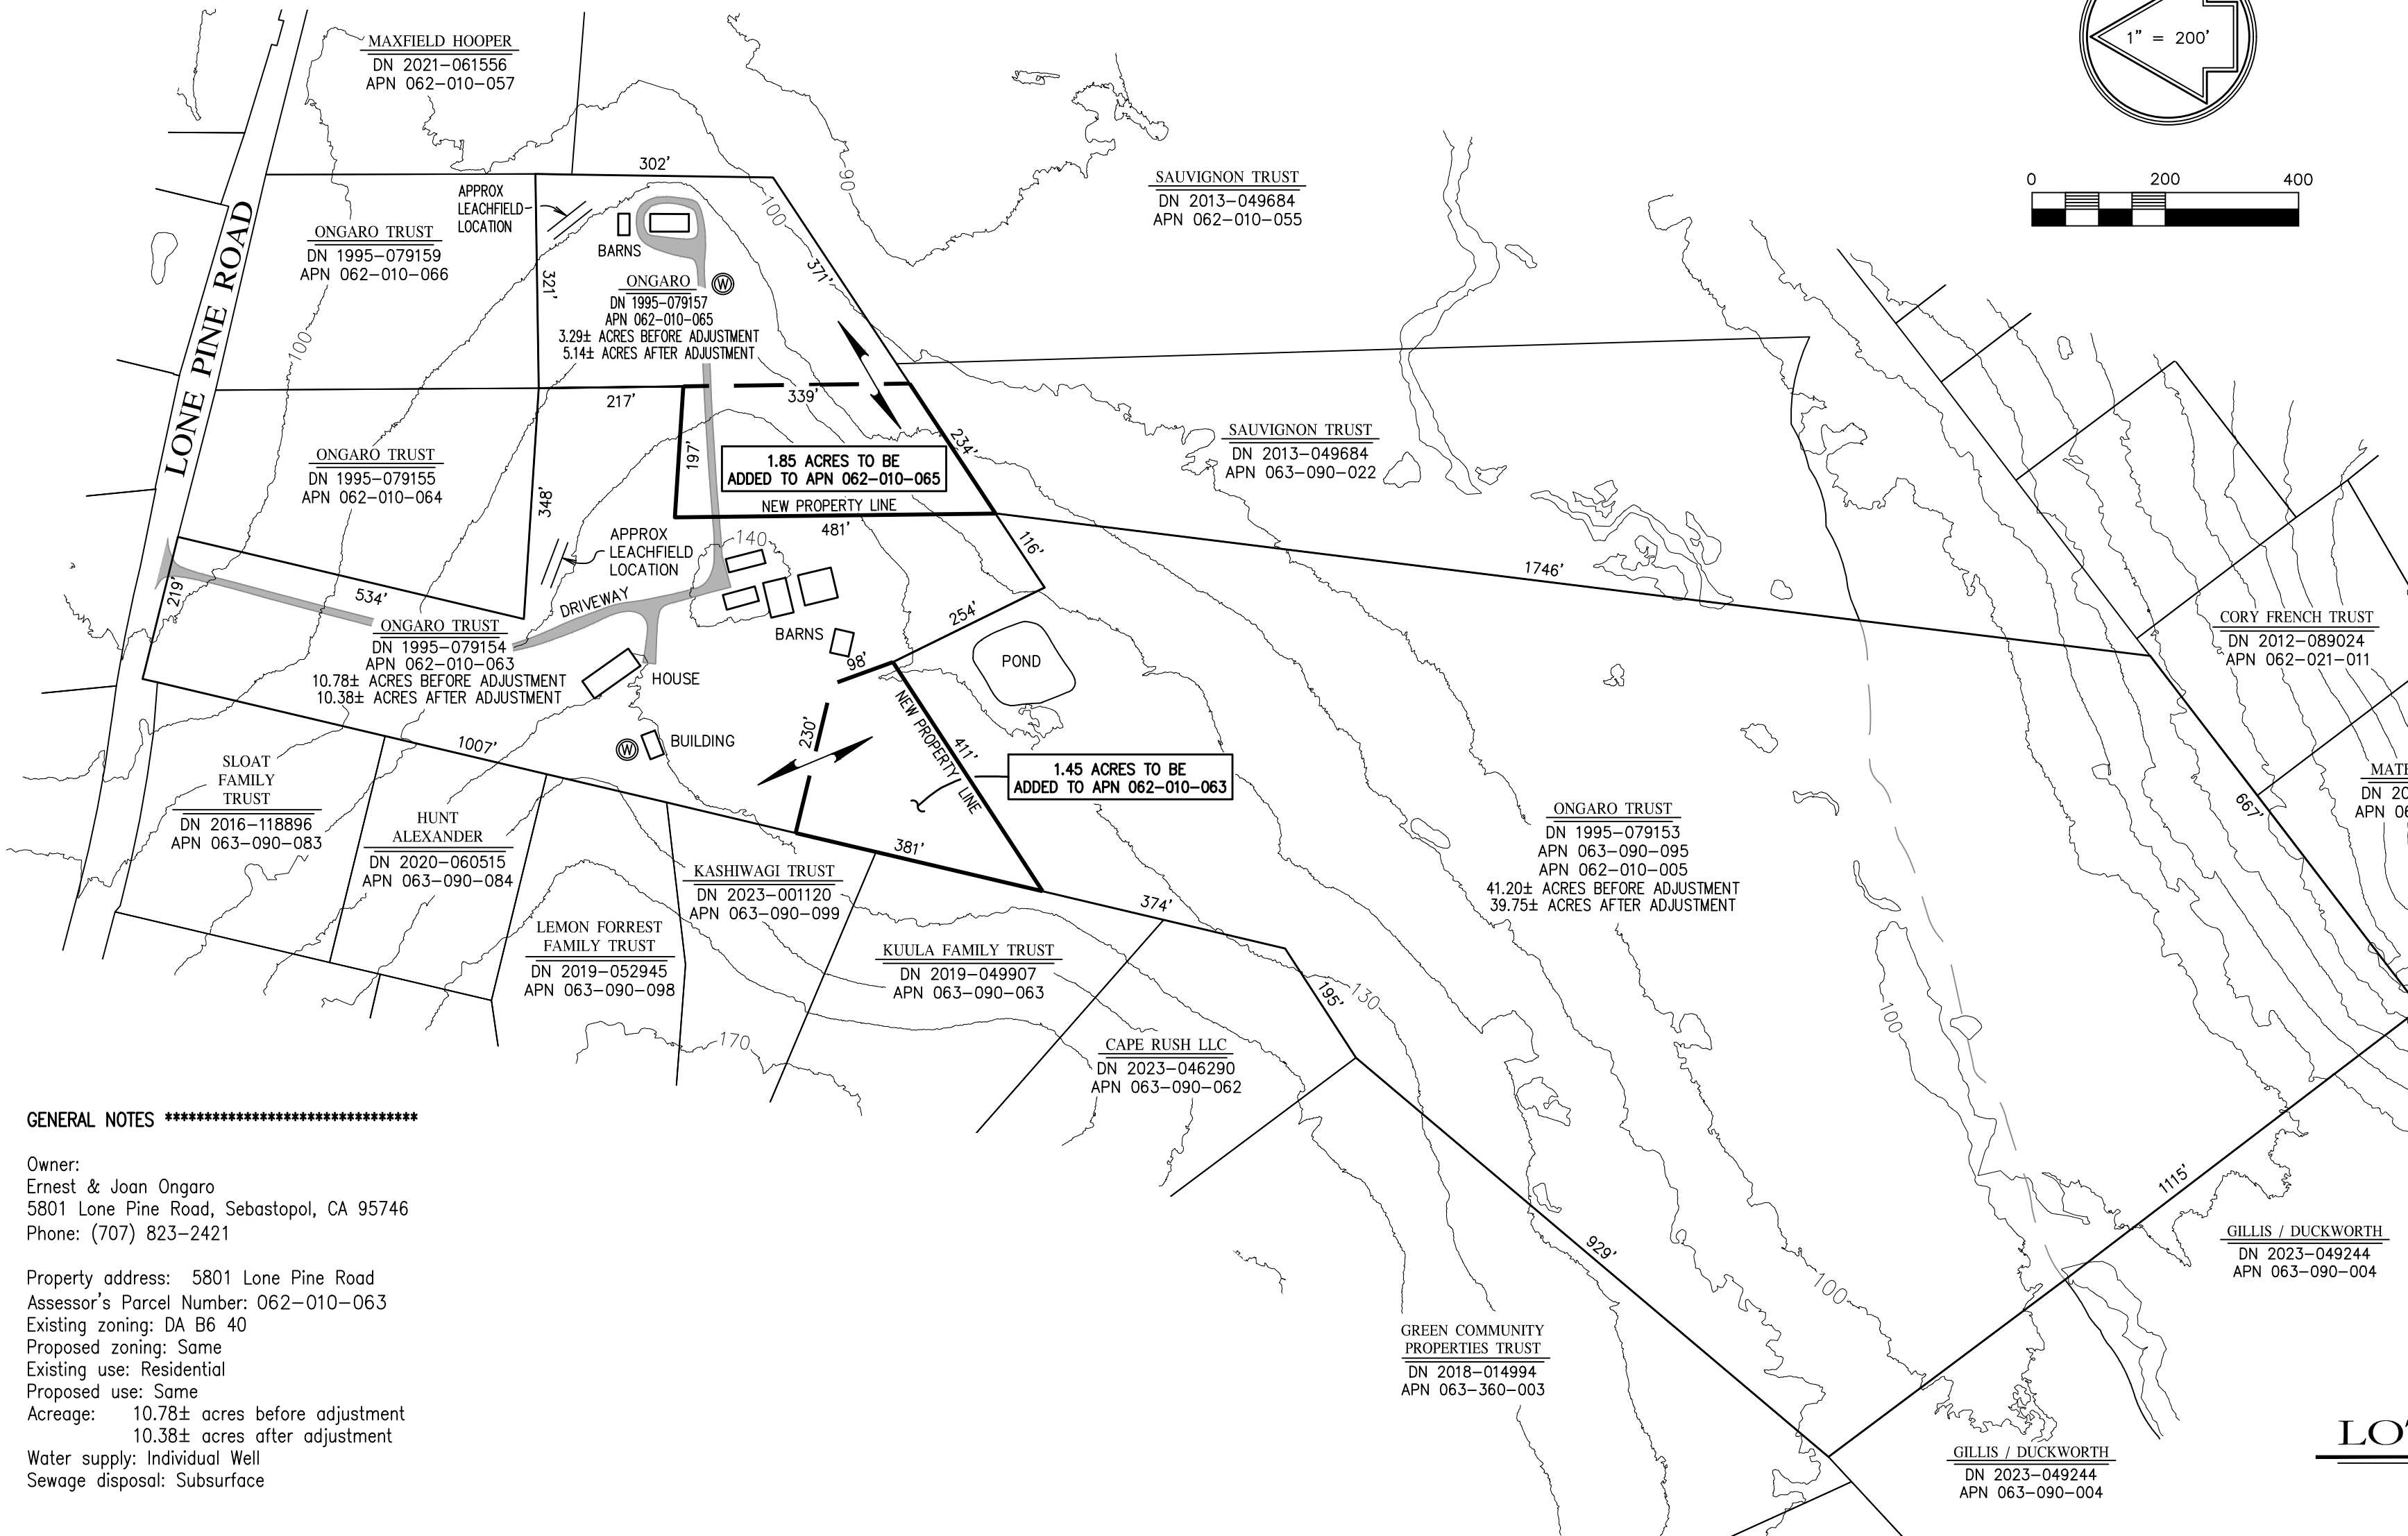 MAXFIELD HOOPER
DN 2021-061556
APN 062-010-057
1" = 200'
0 200 400
SAUVIGNON TRUST
DN 2013-049684
APN 062-010-055
302'
90
100
APPROX
LEACHFIELD
LOCATION
BARNS
W
LONE PINE ROAD
ONGARO TRUST
DN 1995-079159
APN 062-010-066
321'
371'
ONGARO
DN 1995-079157
APN 062-010-065
3.29± ACRES BEFORE ADJUSTMENT
5.14± ACRES AFTER ADJUSTMENT
100
217'
339'
234'
197'
1.85 ACRES TO BE
ADDED TO APN 062-010-065
NEW PROPERTY LINE
481'
SAUVIGNON TRUST
DN 2013-049684
APN 063-090-022
ONGARO TRUST
DN 1995-079155
APN 062-010-064
348'
APPROX
LEACHFIELD
LOCATION
140
116'
1746'
219'
534'
DRIVEWAY
254'
BARNS
POND
98'
ONGARO TRUST
DN 1995-079154
APN 062-010-063
10.78± ACRES BEFORE ADJUSTMENT
10.38± ACRES AFTER ADJUSTMENT
HOUSE
W
BUILDING
230'
NEW PROPERTY LINE
411'
1.45 ACRES TO BE
ADDED TO APN 062-010-063
1007'
381'
374'
195'
CORY FRENCH TRUST
DN 2012-089024
APN 062-021-011
667'
MATH
DN 20
APN 06
SLOAT
FAMILY
TRUST
DN 2016-118896
APN 063-090-083
HUNT
ALEXANDER
DN 2020-060515
APN 063-090-084
LEMON FORREST
FAMILY TRUST
DN 2019-052945
APN 063-090-098
KASHIWAGI TRUST
DN 2023-001120
APN 063-090-099
KUULA FAMILY TRUST
DN 2019-049907
APN 063-090-063
CAPE RUSH LLC
DN 2023-046290
APN 063-090-062
170
130
ONGARO TRUST
DN 1995-079153
APN 063-090-095
APN 062-010-005
41.20± ACRES BEFORE ADJUSTMENT
39.75± ACRES AFTER ADJUSTMENT
100
100
929'
1115'
GREEN COMMUNITY
PROPERTIES TRUST
DN 2018-014994
APN 063-360-003
GILLIS / DUCKWORTH
DN 2023-049244
APN 063-090-004
GILLIS / DUCKWORTH
DN 2023-049244
APN 063-090-004
LOT
GENERAL NOTES ********************************
Owner:
Ernest & Joan Ongaro
5801 Lone Pine Road, Sebastopol, CA 95746
Phone: (707) 823-2421
Property address: 5801 Lone Pine Road
Assessor's Parcel Number: 062-010-063
Existing zoning: DA B6 40
Proposed zoning: Same
Existing use: Residential
Proposed use: Same
Acreage: 10.78± acres before adjustment
10.38± acres after adjustment
Water supply: Individual Well
Sewage disposal: Subsurface